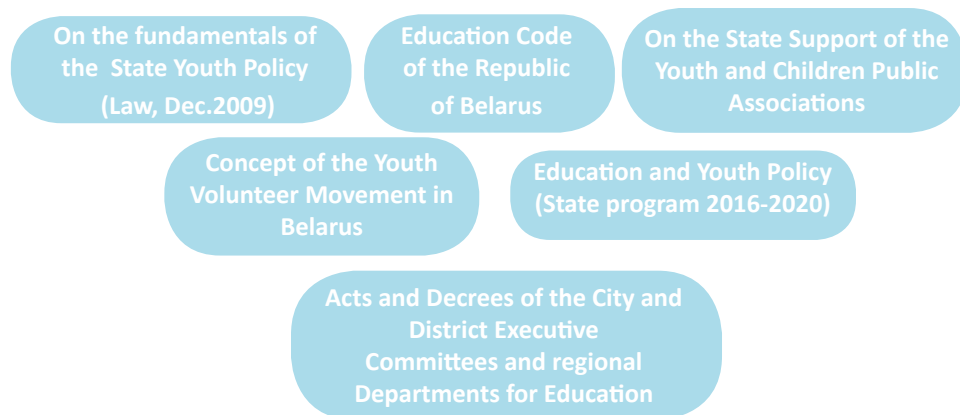 On the fundamentals of
the State Youth Policy
(Law, Dec.2009)
Education Code
of the Republic
of Belarus
On the State Support of the
Youth and Children Public
Associations
Concept of the Youth
Volunteer Movement in
Belarus
Education and Youth Policy
(State program 2016-2020)
Acts and Decrees of the City and
District Executive
Committees and regional
Departments for Education